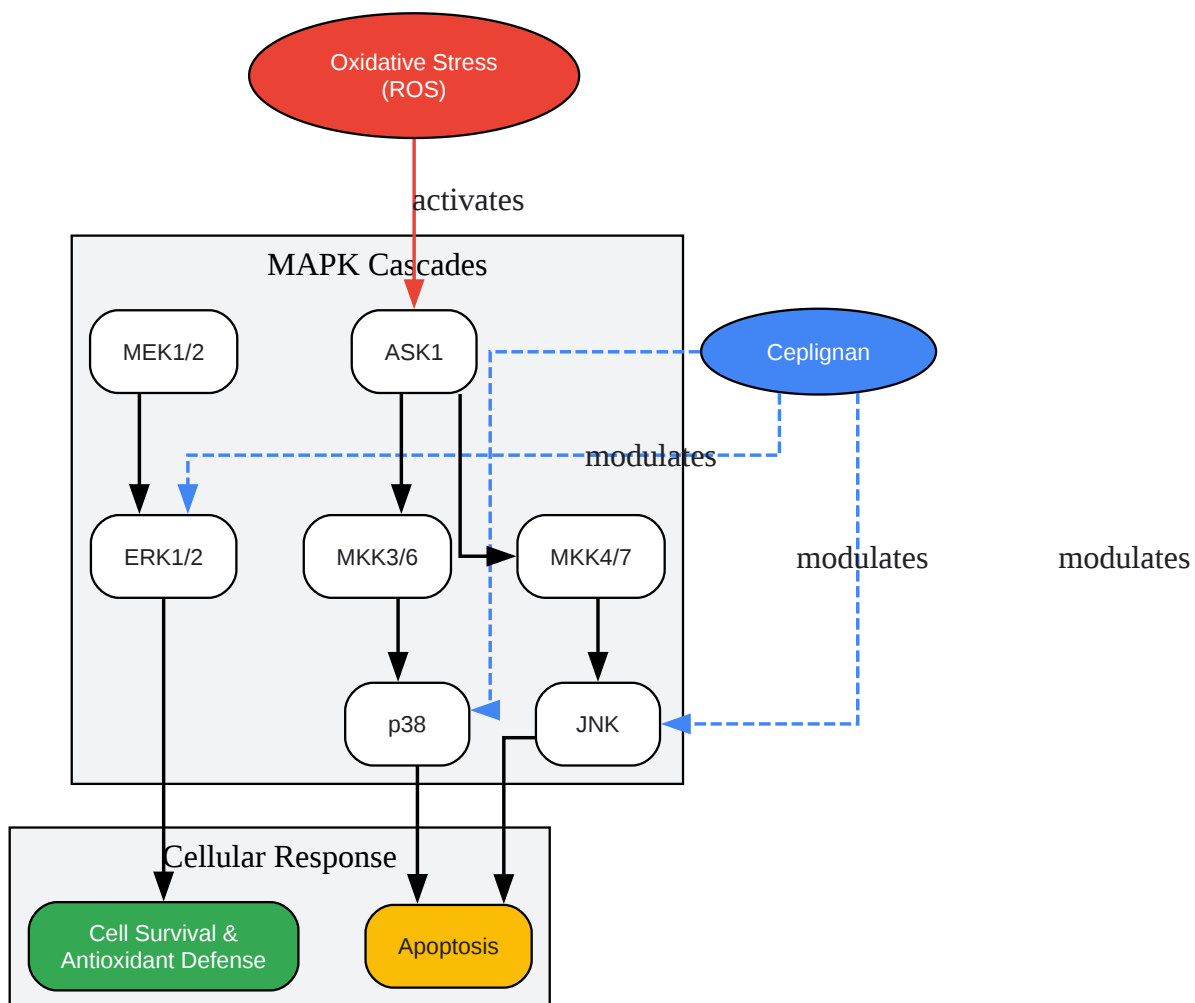 Oxidative Stress
(ROS)
activates
MAPK Cascades
MEK1/2
ASK1
Ceplignan
modulates
ERK1/2
MKK3/6
MKK4/7
modulates
modulates
p38
JNK
Cellular Response
Cell Survival &
Antioxidant Defense
Apoptosis